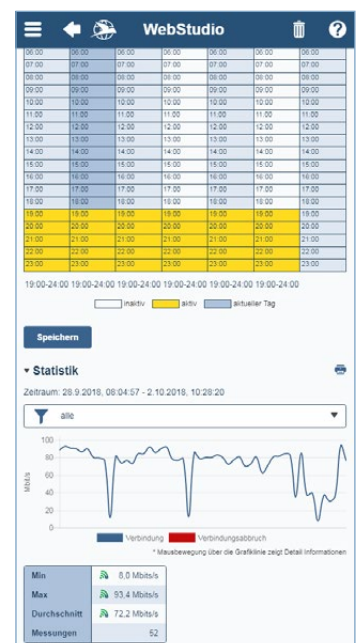 WebStudio ?
06:00 06:00 06:00 06:00 06:00 06:00 06:00
07:00 07:00 07:00 07:00 07:00 07:00 07:00
08:00 08:00 08:00 08:00 08:00 08:00 08:00
09:00 09:00 09:00 09:00 09:00 09:00 09:00
10:00 10:00 10:00 10:00 10:00 10:00 10:00
11:00 11:00 11:00 11:00 11:00 11:00 11:00
12:00 12:00 12:00 12:00 12:00 12:00 12:00
13:00 13:00 13:00 13:00 13:00 13:00 13:00
14:00 14:00 14:00 14:00 14:00 14:00 14:00
15:00 15:00 15:00 15:00 15:00 15:00 15:00
16:00 16:00 16:00 16:00 16:00 16:00 16:00
17:00 17:00 17:00 17:00 17:00 17:00 17:00
18:00 18:00 18:00 18:00 18:00 18:00 18:00
19:00 19:00 19:00 19:00 19:00 19:00 19:00
20:00 20:00 20:00 20:00 20:00 20:00 20:00
21:00 21:00 21:00 21:00 21:00 21:00 21:00
22:00 22:00 22:00 22:00 22:00 22:00 22:00
23:00 23:00 23:00 23:00 23:00 23:00 23:00
19:00-24:00 19:00-24:00 19:00-24:00 19:00-24:00 19:00-24:00 19:00-24:00
inaktiv aktiv aktueller Tag
Speichern
Statistik
Zeitraum: 28.9.2018, 08:04:57 - 2.10.2018, 10:28:20
alle
Mbit/s
100
80
60
40
20
0
Verbindung Verbindungsabbruch
* Mausbewegung über die Grafiklinie zeigt Detail Informationen
Min 8,0 Mbits/s
Max 93,4 Mbits/s
Durchschnitt 72,2 Mbits/s
Messungen 52